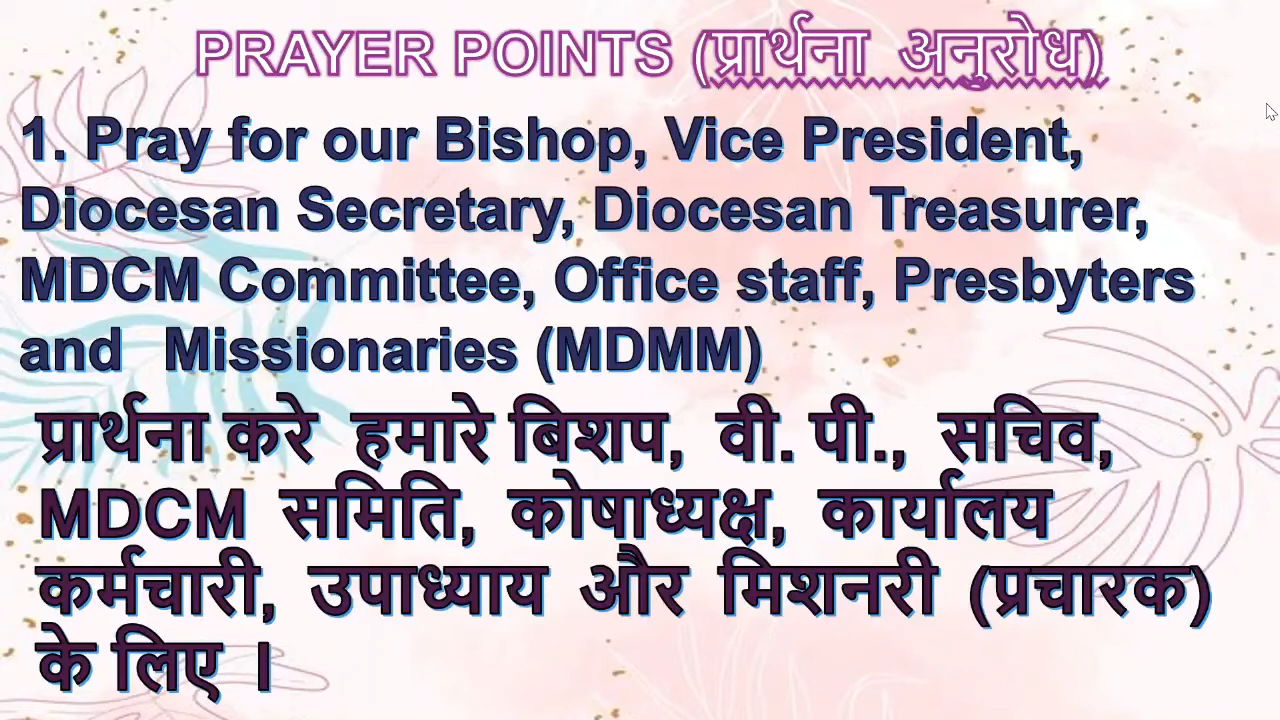 PRAYER POINTS (प्रार्थना अनुरोध)
1. Pray for our Bishop, Vice President,
Diocesan Secretary, Diocesan Treasurer,
MDCM Committee, Office staff, Presbyters
and Missionaries (MDMM)
प्रार्थना करे हमारे बिशप, वी. पी., सचिव,
MDCM समिति, कोषाध्यक्ष, कार्यालय
कर्मचारी, उपाध्याय और मिशनरी (प्रचारक)
के लिए ।